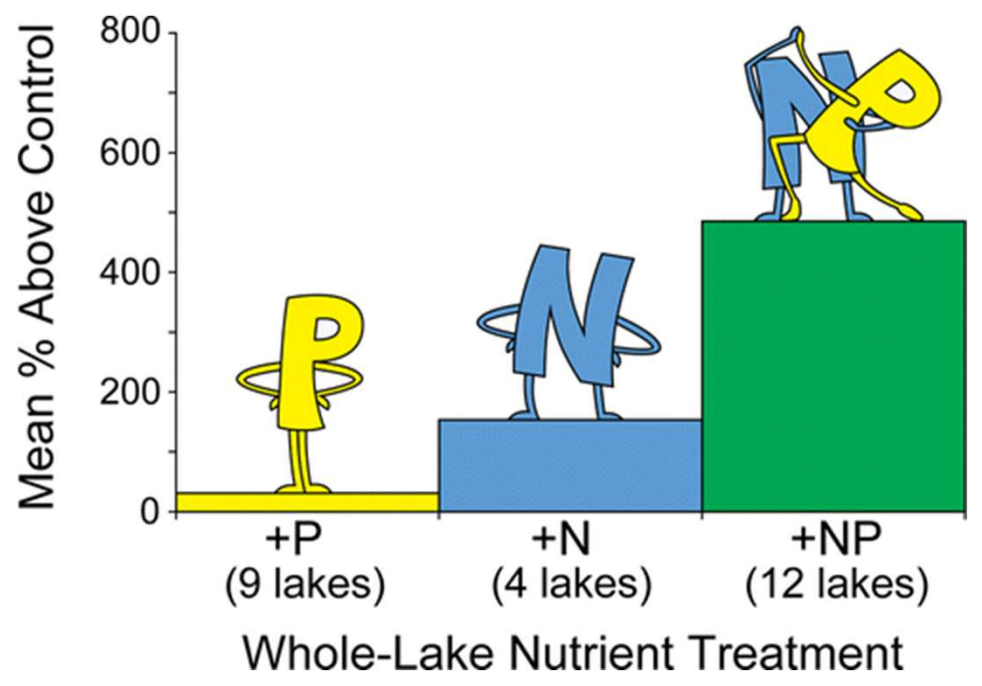 Mean % Above Control
800
600
400
200
0
N P
N
P
+P
(9 lakes)
+N
(4 lakes)
+NP
(12 lakes)
Whole-Lake Nutrient Treatment